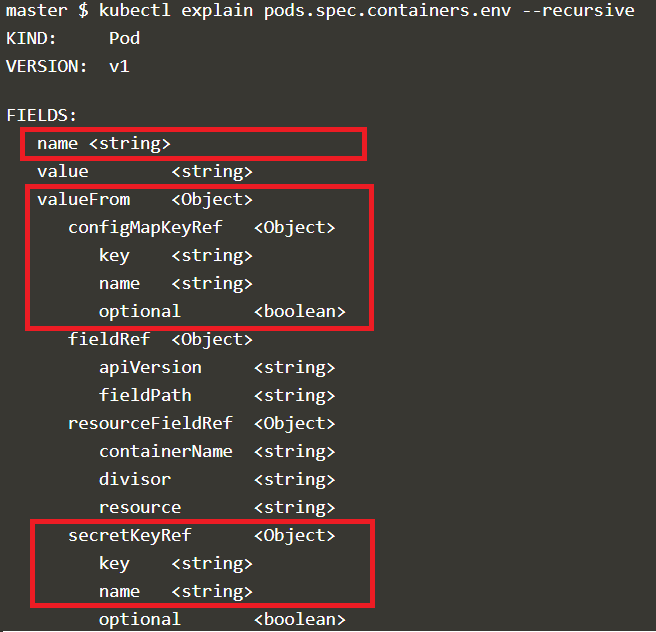 master $ kubectl explain pods.spec.containers.env --recursive
KIND:     Pod
VERSION:  v1
FIELDS:
   name <string>
   value        <string>
   valueFrom    <Object>
      configMapKeyRef   <Object>
         key    <string>
         name   <string>
         optional       <boolean>
      fieldRef  <Object>
         apiVersion     <string>
         fieldPath      <string>
      resourceFieldRef  <Object>
         containerName  <string>
         divisor        <string>
         resource       <string>
      secretKeyRef      <Object>
         key    <string>
         name   <string>
         optional       <boolean>